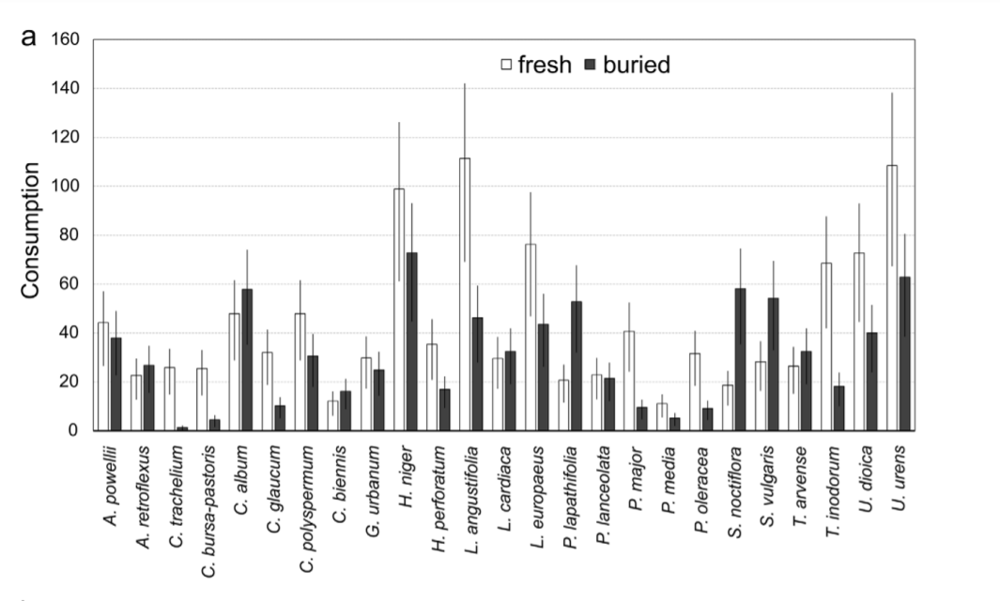 a
160
fresh buried
140
120
100
80
60
40
20
0
Consumption
A. powellii
A. retroflexus
C. trachelium
C. bursa-pastoris
C. album
C. glaucum
C. polyspermum
C. biennis
G. urbanum
H. niger
H. perforatum
L. angustifolia
L. cardiaca
L. europaeus
P. lapathifolia
P. lanceolata
P. major
P. media
P. oleracea
S. noctiflora
S. vulgaris
T. arvense
T. inodorum
U. dioica
U. urens